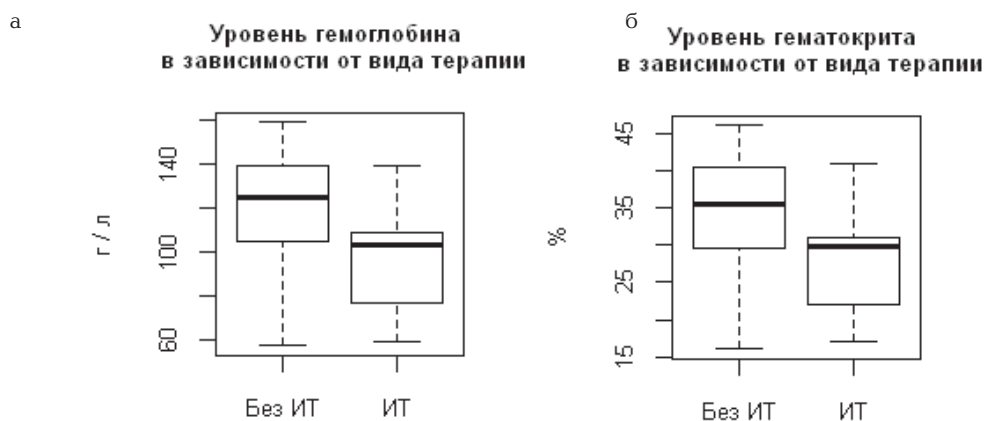 а
Уровень гемоглобина
в зависимости от вида терапии
г / л
140
100
60
Без ИТ
ИТ
б
Уровень гематокрита
в зависимости от вида терапии
%
45
35
25
15
Без ИТ
ИТ